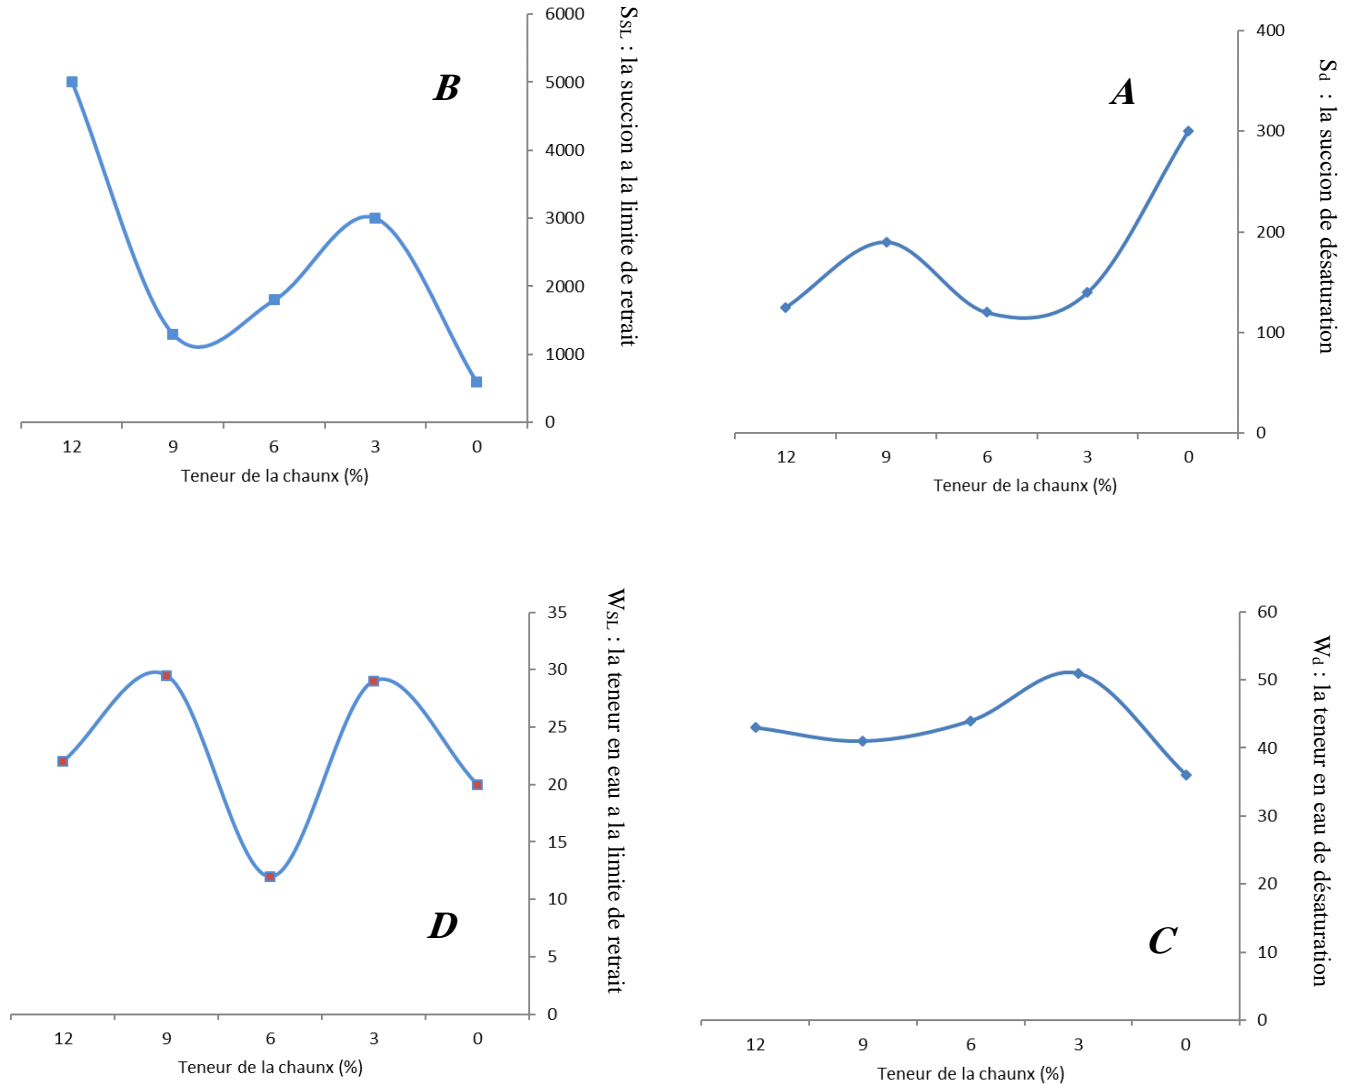 B
6000
5000
4000
3000
2000
1000
0
12 9 6 3 0
Teneur de la chaunx (%)
SSL : la succion a la limite de retrait
A
400
300
200
100
0
12 9 6 3 0
Teneur de la chaunx (%)
Sd : la succion de désaturation
D
35
30
25
20
15
10
5
0
12 9 6 3 0
Teneur de la chaunx (%)
WSL : la teneur en eau a la limite de retrait
C
60
50
40
30
20
10
0
12 9 6 3 0
Teneur de la chaunx (%)
Wd : la teneur en eau de désaturation